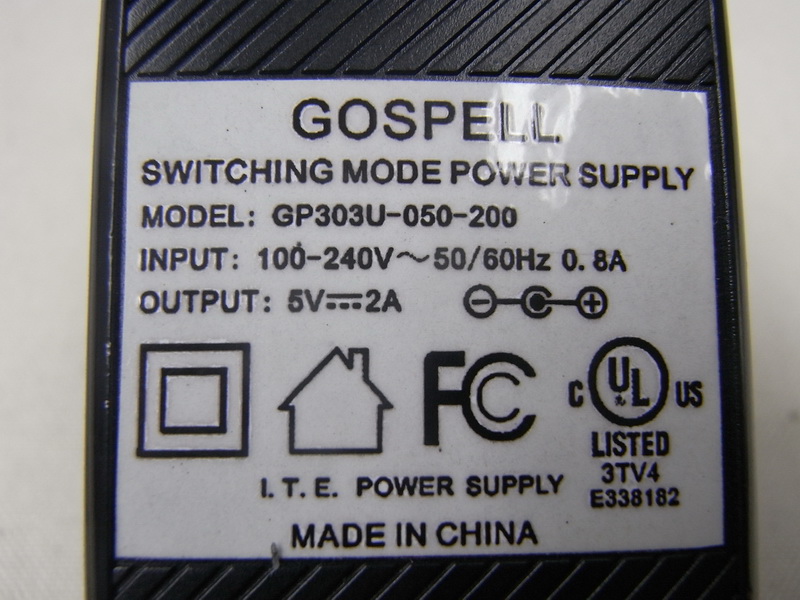 GOSPELL
SWITCHING MODE POWER SUPPLY
MODEL: GP303U-050-200
INPUT: 100-240V～50/60Hz 0.8A
OUTPUT: 5V⎓2A
FC
C UL US
LISTED
3TV4
E338182
I.T.E. POWER SUPPLY
MADE IN CHINA